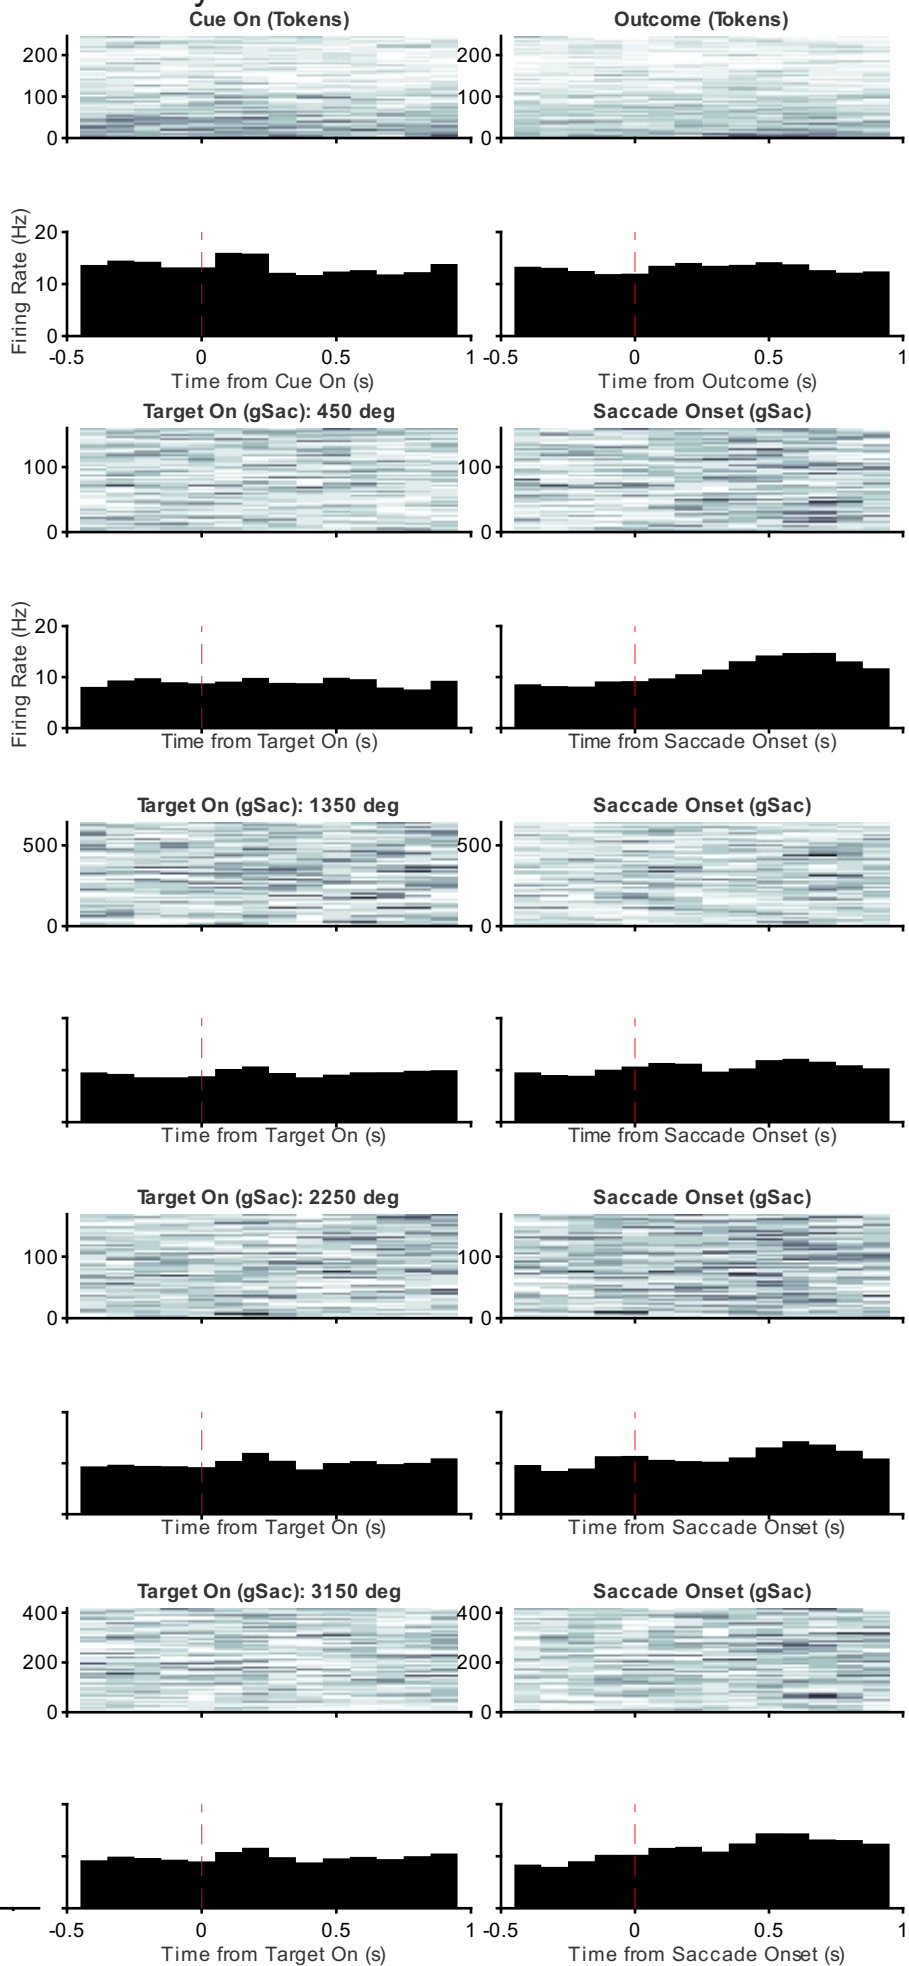 Cue On (Tokens)
Outcome (Tokens)
200
100
0
200
100
0
Firing Rate (Hz)
20
10
0
-0.5 0 0.5 1
-0.5 0 0.5 1
Time from Cue On (s)
Time from Outcome (s)
Target On (gSac): 450 deg
Saccade Onset (gSac)
100
0
100
0
Firing Rate (Hz)
20
10
0
Time from Target On (s)
Time from Saccade Onset (s)
Target On (gSac): 1350 deg
Saccade Onset (gSac)
500
0
500
0
Time from Target On (s)
Time from Saccade Onset (s)
Target On (gSac): 2250 deg
Saccade Onset (gSac)
100
0
100
0
Time from Target On (s)
Time from Saccade Onset (s)
Target On (gSac): 3150 deg
Saccade Onset (gSac)
400
200
0
400
200
0
-0.5 0 0.5 1
-0.5 0 0.5 1
Time from Target On (s)
Time from Saccade Onset (s)